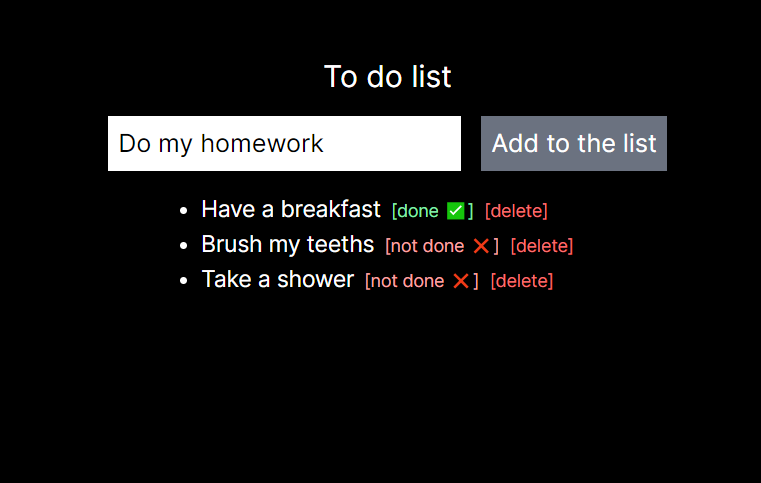 To do list
Do my homework Add to the list
Have a breakfast [done ✅] [delete]
Brush my teeths [not done ❌] [delete]
Take a shower [not done ❌] [delete]